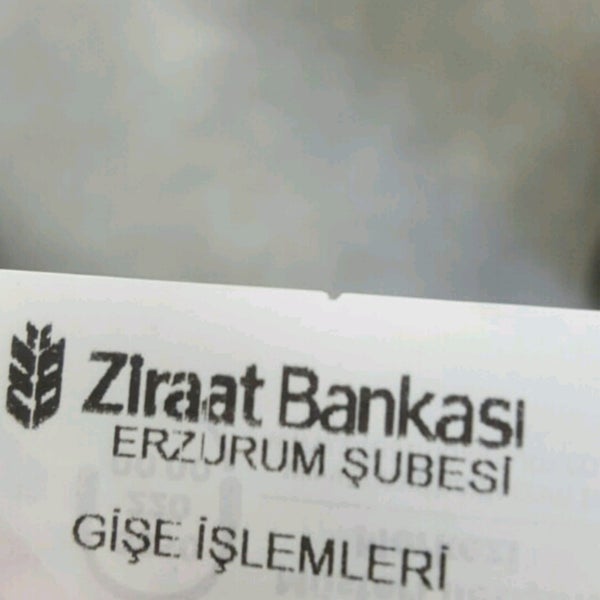 Ziraat Bankası
ERZURUM ŞUBESİ
GİŞE İŞLEMLERİ